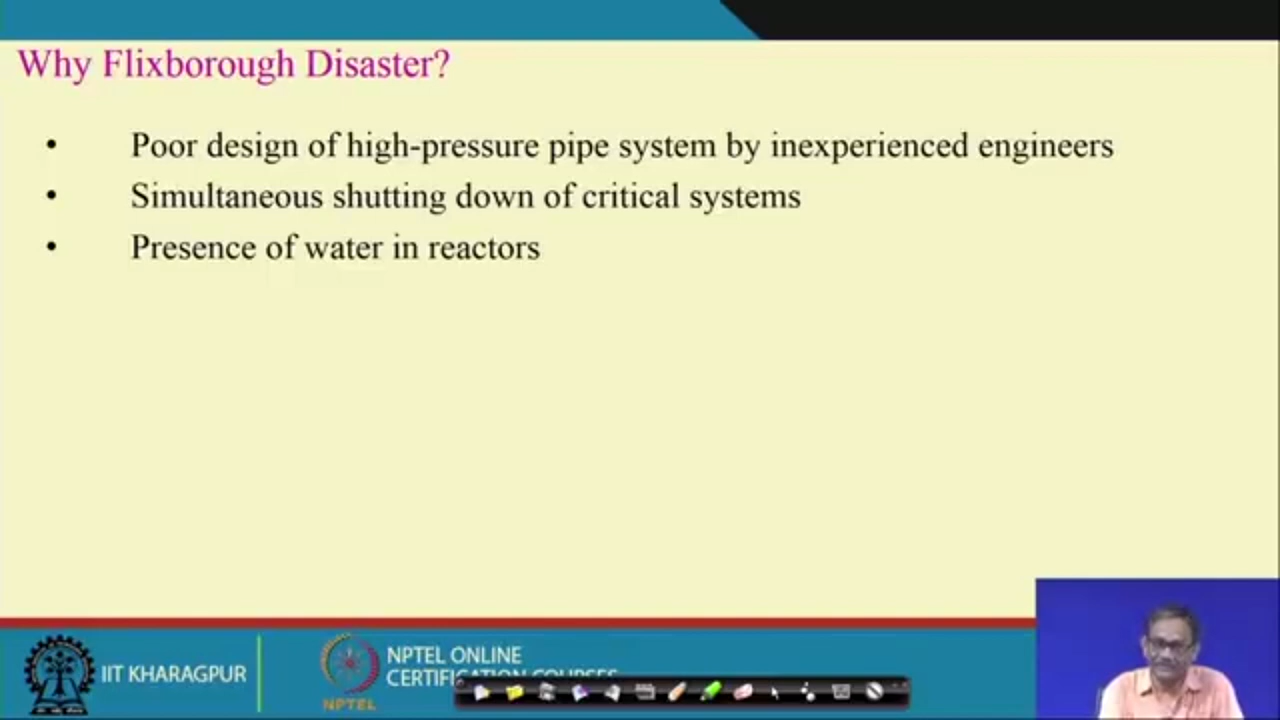 Why Flixborough Disaster?
• Poor design of high-pressure pipe system by inexperienced engineers
• Simultaneous shutting down of critical systems
• Presence of water in reactors
IIT KHARAGPUR
NPTEL ONLINE
CERTIFICATION COURSES
NPTEL